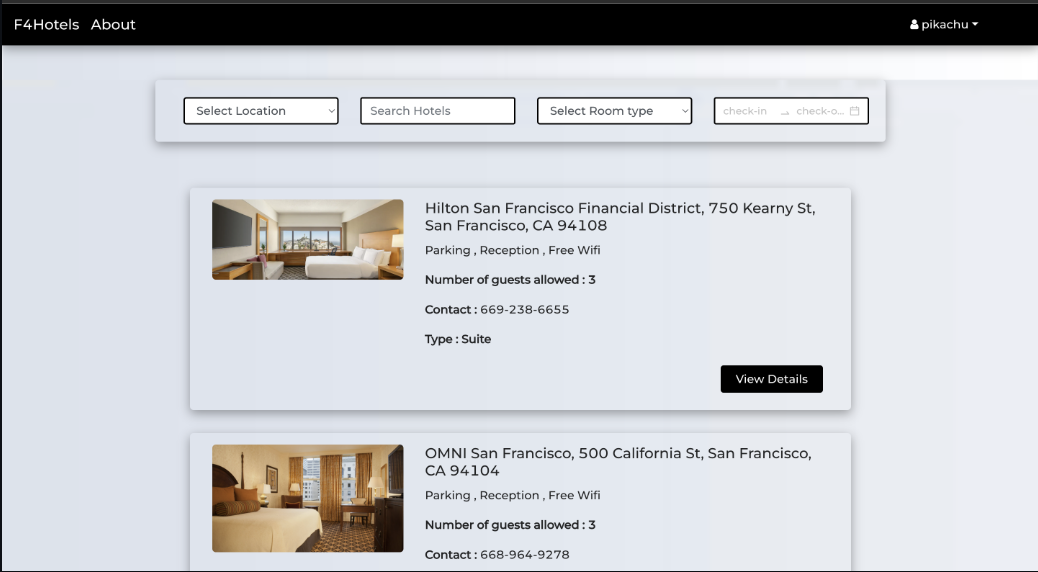 F4Hotels About pikachu
Select Location Search Hotels Select Room type check-in check-o...
Hilton San Francisco Financial District, 750 Kearny St,
San Francisco, CA 94108
Parking , Reception , Free Wifi
Number of guests allowed : 3
Contact : 669-238-6655
Type : Suite
View Details
OMNI San Francisco, 500 California St, San Francisco,
CA 94104
Parking , Reception , Free Wifi
Number of guests allowed : 3
Contact : 668-964-9278